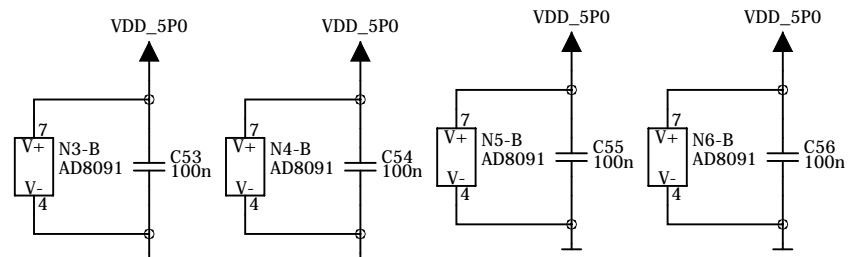 VDD_5P0
VDD_5P0
VDD_5P0
VDD_5P0
7
V+
N3-B
AD8091
V-
4
C53
100n
7
V+
N4-B
AD8091
V-
4
C54
100n
7
V+
N5-B
AD8091
V-
4
C55
100n
7
V+
N6-B
AD8091
V-
4
C56
100n